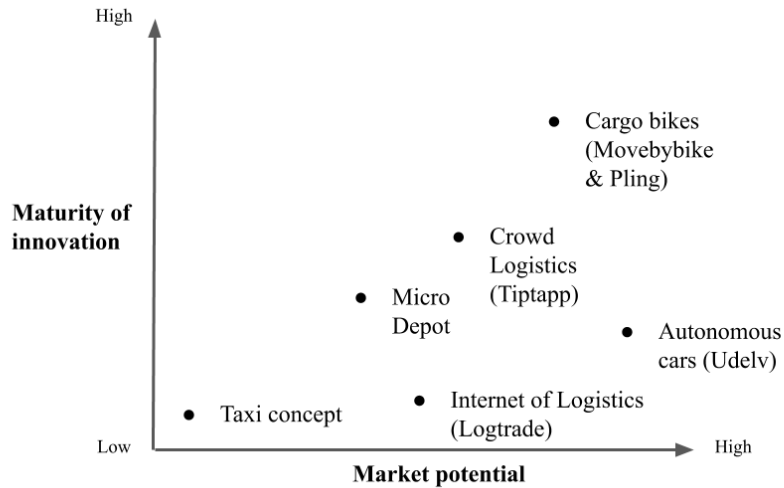 High
Cargo bikes
(Movebybike
& Pling)
Maturity of
innovation
Crowd
Logistics
(Tiptapp)
Micro
Depot
Autonomous
cars (Udelv)
Internet of Logistics
(Logtrade)
Taxi concept
Low
High
Market potential